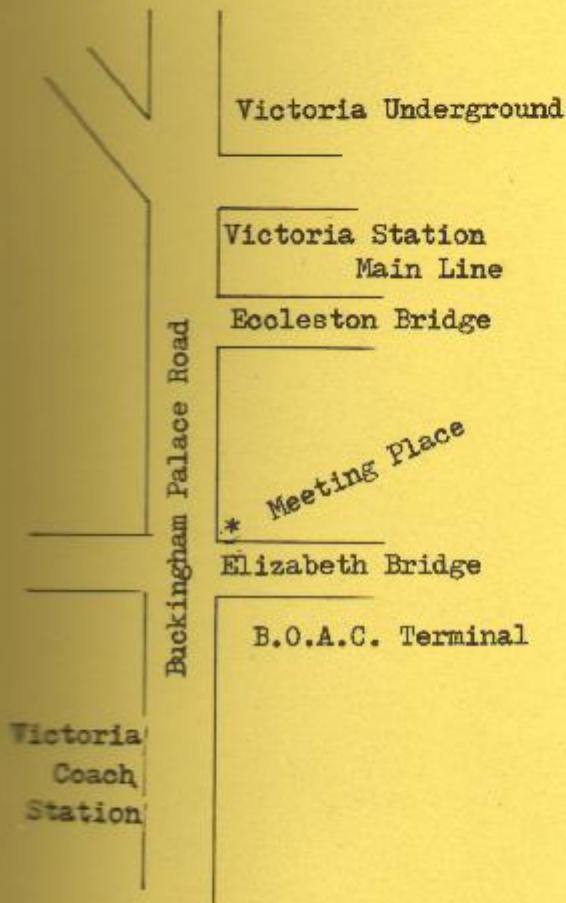 Victoria Underground
Victoria Station
Main Line
Eccleston Bridge
Buckingham Palace Road
* Meeting Place
Elizabeth Bridge
B.O.A.C. Terminal
Victoria
Coach
Station